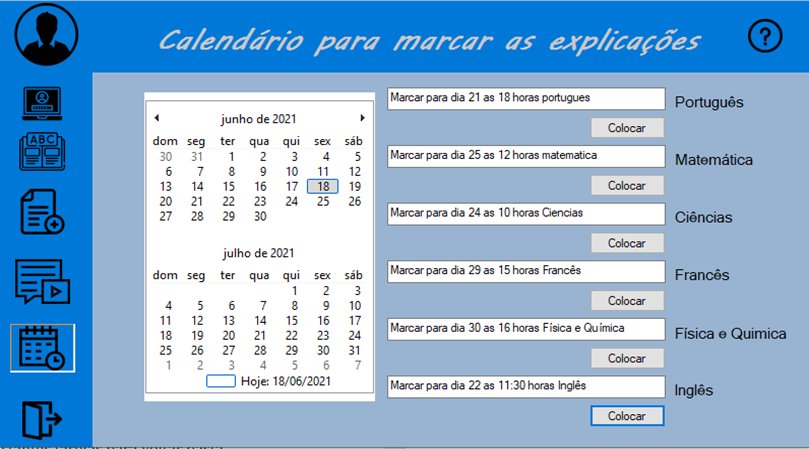 Calendário para marcar as explicações
?
ABC
junho de 2021
dom seg ter qua qui sex sáb
30 31 1 2 3 4 5
6 7 8 9 10 11 12
13 14 15 16 17 18 19
20 21 22 23 24 25 26
27 28 29 30
julho de 2021
dom seg ter qua qui sex sáb
1 2 3
4 5 6 7 8 9 10
11 12 13 14 15 16 17
18 19 20 21 22 23 24
25 26 27 28 29 30 31
1 2 3 4 5 6 7
Hoje: 18/06/2021
Marcar para dia 21 as 18 horas portugues
Português
Colocar
Marcar para dia 25 as 12 horas matematica
Matemática
Colocar
Marcar para dia 24 as 10 horas Ciencias
Ciências
Colocar
Marcar para dia 29 as 15 horas Francês
Francês
Colocar
Marcar para dia 30 as 16 horas Física e Química
Física e Quimica
Colocar
Marcar para dia 22 as 11:30 horas Inglês
Inglês
Colocar